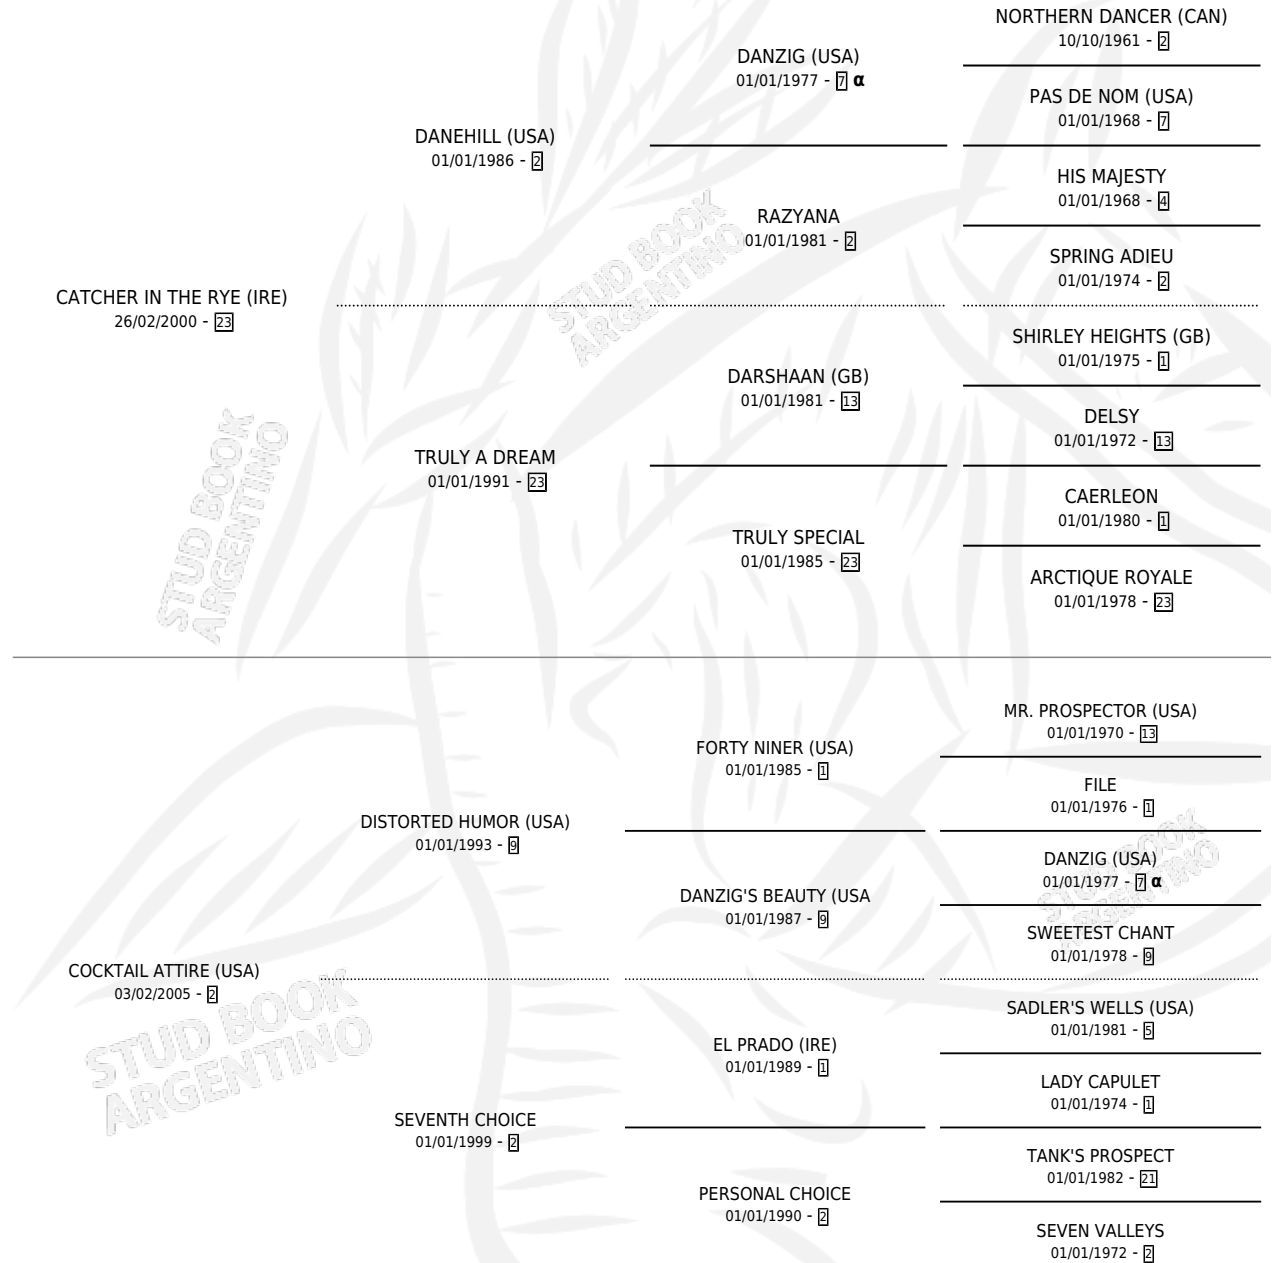 NORTHERN DANCER (CAN)
10/10/1961 - 2
DANZIG (USA)
01/01/1977 - 7 α
PAS DE NOM (USA)
01/01/1968 - 7
DANEHILL (USA)
01/01/1986 - 2
HIS MAJESTY
01/01/1968 - 4
RAZYANA
01/01/1981 - 2
SPRING ADIEU
01/01/1974 - 2
CATCHER IN THE RYE (IRE)
26/02/2000 - 23
SHIRLEY HEIGHTS (GB)
01/01/1975 - 1
DARSHAAN (GB)
01/01/1981 - 13
DELSY
01/01/1972 - 13
TRULY A DREAM
01/01/1991 - 23
CAERLEON
01/01/1980 - 1
TRULY SPECIAL
01/01/1985 - 23
ARCTIQUE ROYALE
01/01/1978 - 23
MR. PROSPECTOR (USA)
01/01/1970 - 13
FORTY NINER (USA)
01/01/1985 - 1
FILE
01/01/1976 - 1
DISTORTED HUMOR (USA)
01/01/1993 - 9
DANZIG (USA)
01/01/1977 - 7 α
DANZIG'S BEAUTY (USA
01/01/1987 - 9
SWEETEST CHANT
01/01/1978 - 9
COCKTAIL ATTIRE (USA)
03/02/2005 - 2
SADLER'S WELLS (USA)
01/01/1981 - 5
EL PRADO (IRE)
01/01/1989 - 1
LADY CAPULET
01/01/1974 - 1
SEVENTH CHOICE
01/01/1999 - 2
TANK'S PROSPECT
01/01/1982 - 21
PERSONAL CHOICE
01/01/1990 - 2
SEVEN VALLEYS
01/01/1972 - 2
STUD BOOK
ARGENTINO
STUD BOOK
ARGENTINO
STUD BOOK
ARGENTINO
STUD BOOK
ARGENTINO